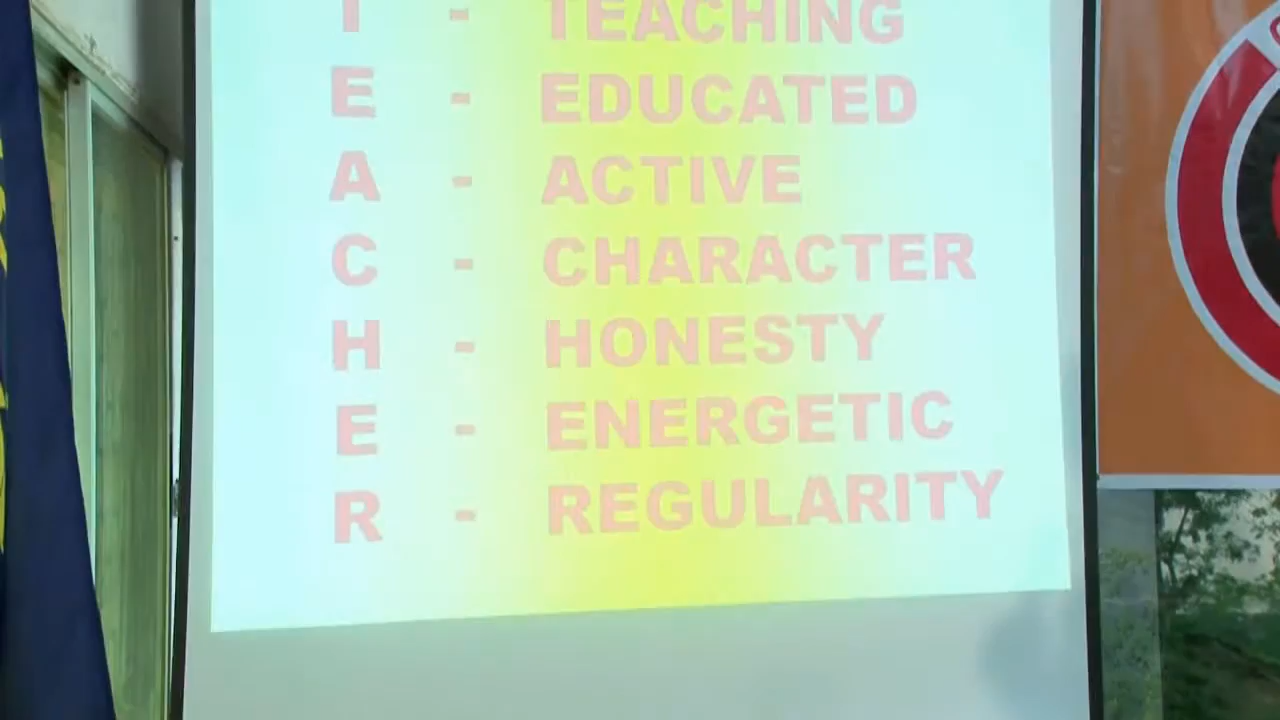 T - TEACHING
E - EDUCATED
A - ACTIVE
C - CHARACTER
H - HONESTY
E - ENERGETIC
R - REGULARITY